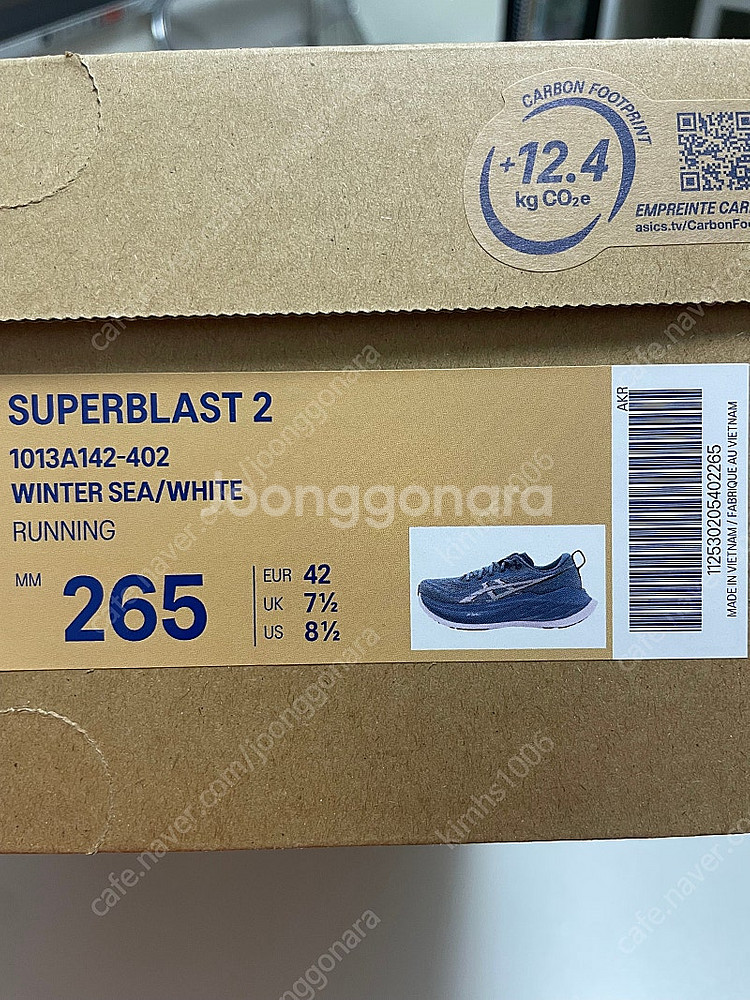 CARBON FOOTPRINT
+12.4
kg CO₂e
EMPREINTE CAR
asics.tv/CarbonFo
SUPERBLAST 2
1013A142-402
WINTER SEA/WHITE
RUNNING
MM 265
EUR 42
UK 7½
US 8½
AKR
112530205402265
MADE IN VIETNAM / FABRIQUE AU VIETNAM
Joonggonara
cafe.naver.com/joonggonara
kimhs1006